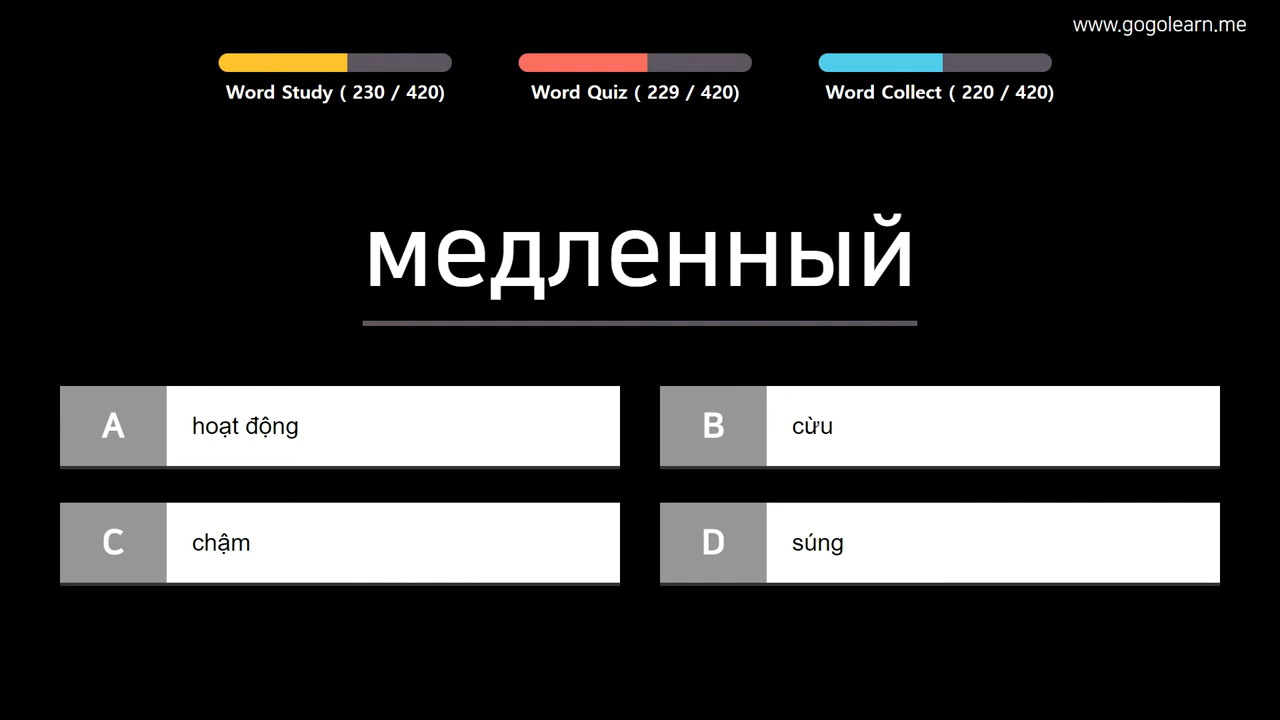 www.gogolearn.me
Word Study ( 230 / 420)
Word Quiz ( 229 / 420)
Word Collect ( 220 / 420)
медленный
A hoạt động
B cừu
C chậm
D súng